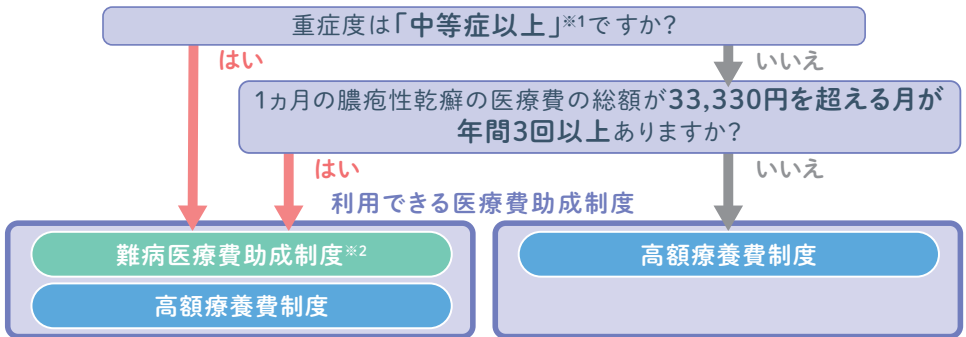 重症度は「中等症以上」※1ですか？
はい
いいえ
1ヵ月の膿疱性乾癬の医療費の総額が33,330円を超える月が
年間3回以上ありますか？
はい
いいえ
利用できる医療費助成制度
難病医療費助成制度※2
高額療養費制度
高額療養費制度